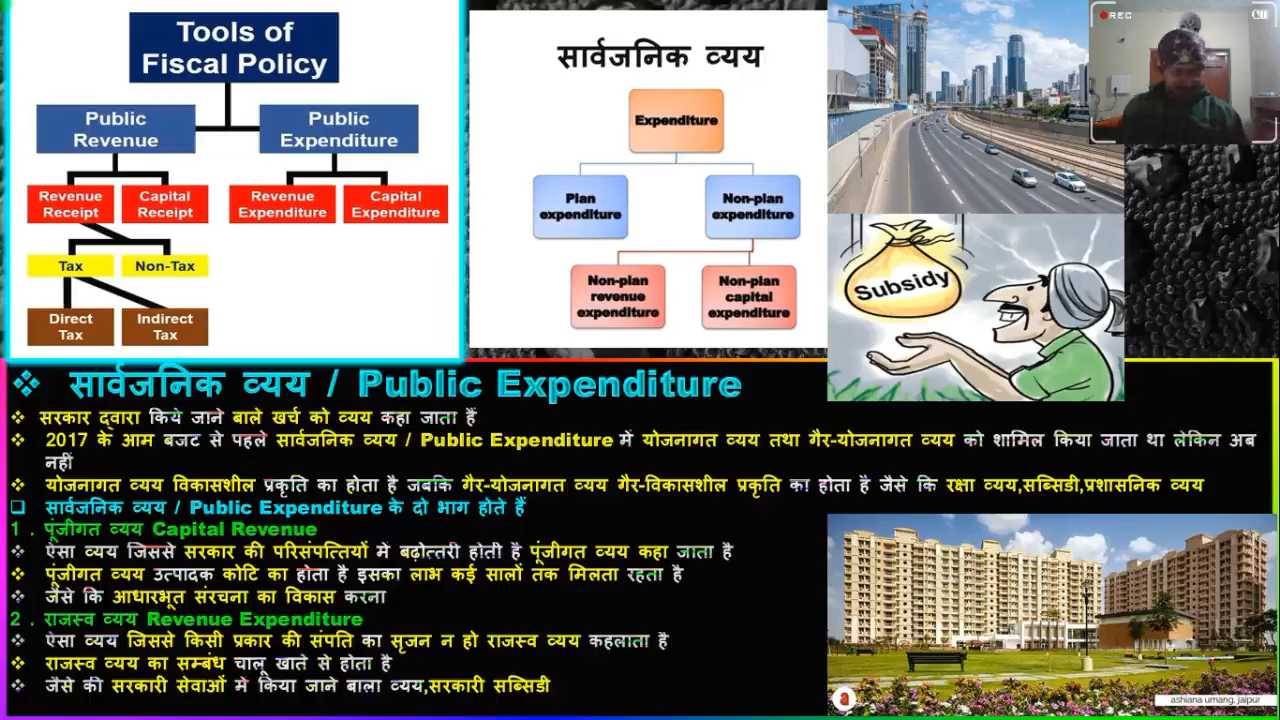 Tools of
Fiscal Policy
Public
Revenue
Public
Expenditure
Revenue
Receipt
Capital
Receipt
Revenue
Expenditure
Capital
Expenditure
Tax
Non-Tax
Direct
Tax
Indirect
Tax
सार्वजनिक व्यय
Expenditure
Plan
expenditure
Non-plan
expenditure
Non-plan
revenue
expenditure
Non-plan
capital
expenditure
REC
Subsidy
❖ सार्वजनिक व्यय / Public Expenditure
❖ सरकार द्वारा किये जाने बाले खर्च को व्यय कहा जाता है
❖ 2017 के आम बजट से पहले सार्वजनिक व्यय / Public Expenditure में योजनागत व्यय तथा गैर-योजनागत व्यय को शामिल किया जाता था लेकिन अब
नहीं
❖ योजनागत व्यय विकासशील प्रकृति का होता है जबकि गैर-योजनागत व्यय गैर-विकासशील प्रकृति का होता है जैसे कि रक्षा व्यय,सब्सिडी,प्रशासनिक व्यय
❑ सार्वजनिक व्यय / Public Expenditure के दो भाग होते हैं
1 . पूंजीगत व्यय Capital Revenue
❖ ऐसा व्यय जिससे सरकार की परिसंपत्तियों में बढ़ोत्तरी होती है पूंजीगत व्यय कहा जाता है
❖ पूंजीगत व्यय उत्पादक कोटि का होता है इसका लाभ कई सालों तक मिलता रहता है
❖ जैसे कि आधारभूत संरचना का विकास करना
2 . राजस्व व्यय Revenue Expenditure
❖ ऐसा व्यय जिससे किसी प्रकार की संपति का सृजन न हो राजस्व व्यय कहलाता है
❖ राजस्व व्यय का सम्बंध चालू खाते से होता है
❖ जैसे की सरकारी सेवाओं में किया जाने बाला व्यय,सरकारी सब्सिडी
a
ashiana umang, jaipur